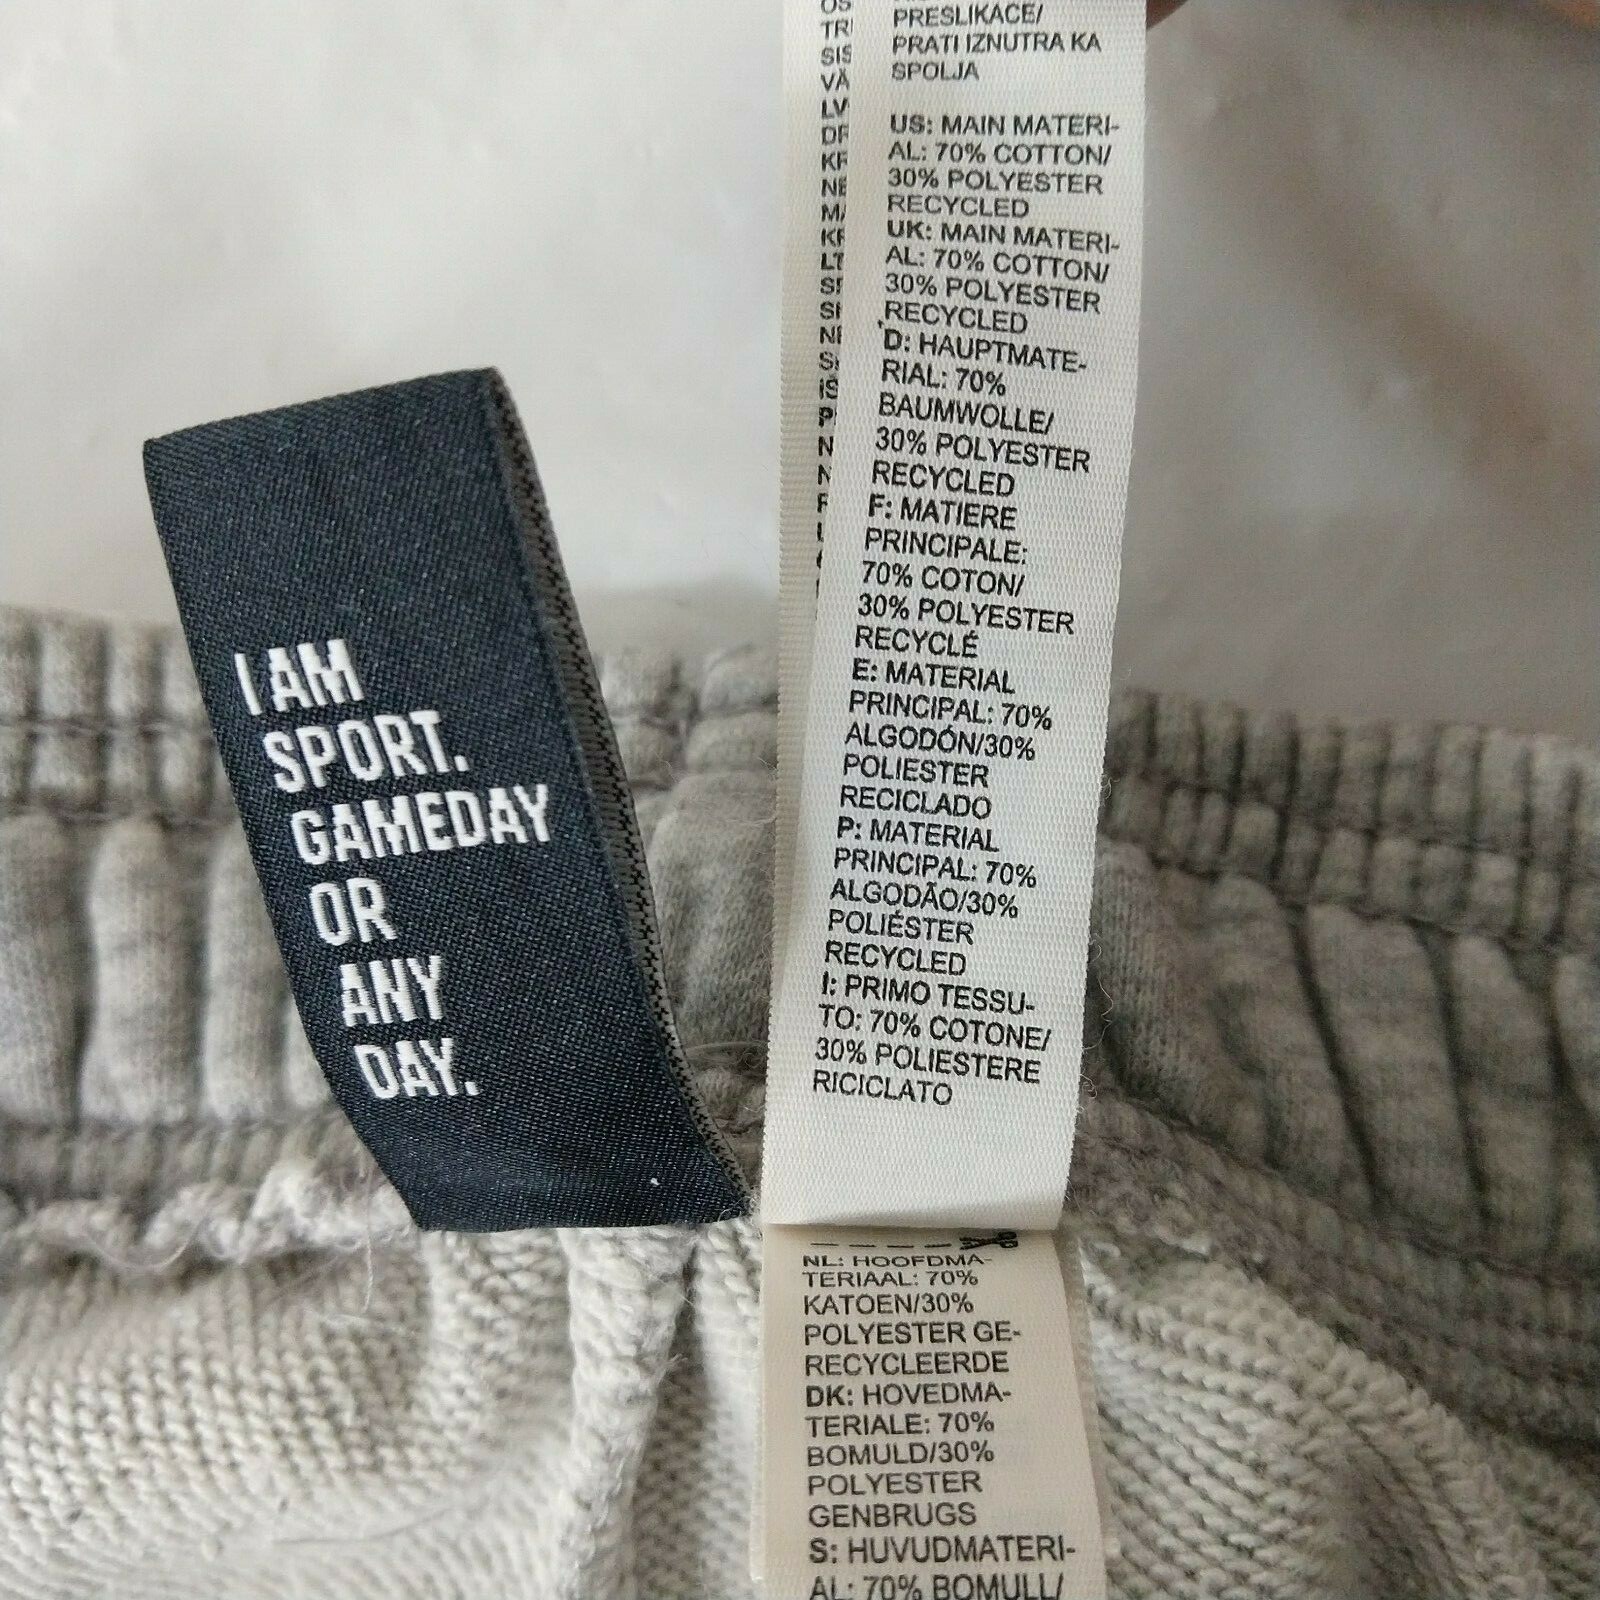 I AM
SPORT.
GAMEDAY
OR
ANY
DAY.
PRESLIKACE/
PRATI IZNUTRA KA
SPOLJA
US: MAIN MATERI-
AL: 70% COTTON/
30% POLYESTER
RECYCLED
UK: MAIN MATERI-
AL: 70% COTTON/
30% POLYESTER
RECYCLED
D: HAUPTMATE-
RIAL: 70%
BAUMWOLLE/
30% POLYESTER
RECYCLED
F: MATIERE
PRINCIPALE:
70% COTON/
30% POLYESTER
RECYCLÉ
E: MATERIAL
PRINCIPAL: 70%
ALGODÓN/30%
POLIESTER
RECICLADO
P: MATERIAL
PRINCIPAL: 70%
ALGODÃO/30%
POLIÉSTER
RECYCLED
I: PRIMO TESSU-
TO: 70% COTONE/
30% POLIESTERE
RICICLATO
NL: HOOFDMA-
TERIAAL: 70%
KATOEN/30%
POLYESTER GE-
RECYCLEERDE
DK: HOVEDMA-
TERIALE: 70%
BOMULD/30%
POLYESTER
GENBRUGS
S: HUVUDMATERI-
AL: 70% BOMULL/